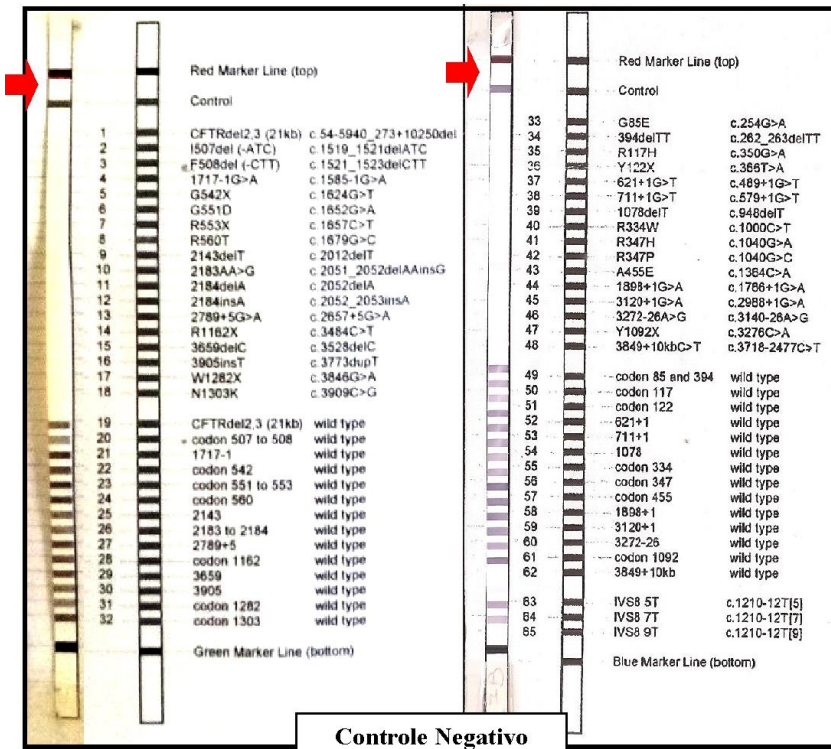 Red Marker Line (top)
Control
1 CFTRdel2,3 (21kb) c.54-5940_273+10250del
2 I507del (-ATC) c.1519_1521delATC
3 F508del (-CTT) c.1521_1523delCTT
4 1717-1G>A c.1585-1G>A
5 G542X c.1624G>T
6 G551D c.1652G>A
7 R553X c.1657C>T
8 R560T c.1679G>C
9 2143delT c.2012delT
10 2183AA>G c.2051_2052delAAinsG
11 2184delA c.2052delA
12 2184insA c.2052_2053insA
13 2789+5G>A c.2657+5G>A
14 R1162X c.3484C>T
15 3659delC c.3528delC
16 3905insT c.3773dupT
17 W1282X c.3846G>A
18 N1303K c.3909C>G
19 CFTRdel2,3 (21kb) wild type
20 codon 507 to 508 wild type
21 1717-1 wild type
22 codon 542 wild type
23 codon 551 to 553 wild type
24 codon 560 wild type
25 2143 wild type
26 2183 to 2184 wild type
27 2789+5 wild type
28 codon 1162 wild type
29 3659 wild type
30 3905 wild type
31 codon 1282 wild type
32 codon 1303 wild type
Green Marker Line (bottom)
Red Marker Line (top)
Control
33 G85E c.254G>A
34 394delTT c.262_263delTT
35 R117H c.350G>A
36 Y122X c.366T>A
37 621+1G>T c.489+1G>T
38 711+1G>T c.579+1G>T
39 1078delT c.948delT
40 R334W c.1000C>T
41 R347H c.1040G>A
42 R347P c.1040G>C
43 A455E c.1364C>A
44 1898+1G>A c.1766+1G>A
45 3120+1G>A c.2988+1G>A
46 3272-26A>G c.3140-26A>G
47 Y1092X c.3276C>A
48 3849+10kbC>T c.3718-2477C>T
49 codon 85 and 394 wild type
50 codon 117 wild type
51 codon 122 wild type
52 621+1 wild type
53 711+1 wild type
54 1078 wild type
55 codon 334 wild type
56 codon 347 wild type
57 codon 455 wild type
58 1898+1 wild type
59 3120+1 wild type
60 3272-26 wild type
61 codon 1092 wild type
62 3849+10kb wild type
63 IVS8 5T c.1210-12T[5]
64 IVS8 7T c.1210-12T[7]
65 IVS8 9T c.1210-12T[9]
Blue Marker Line (bottom)
Controle Negativo